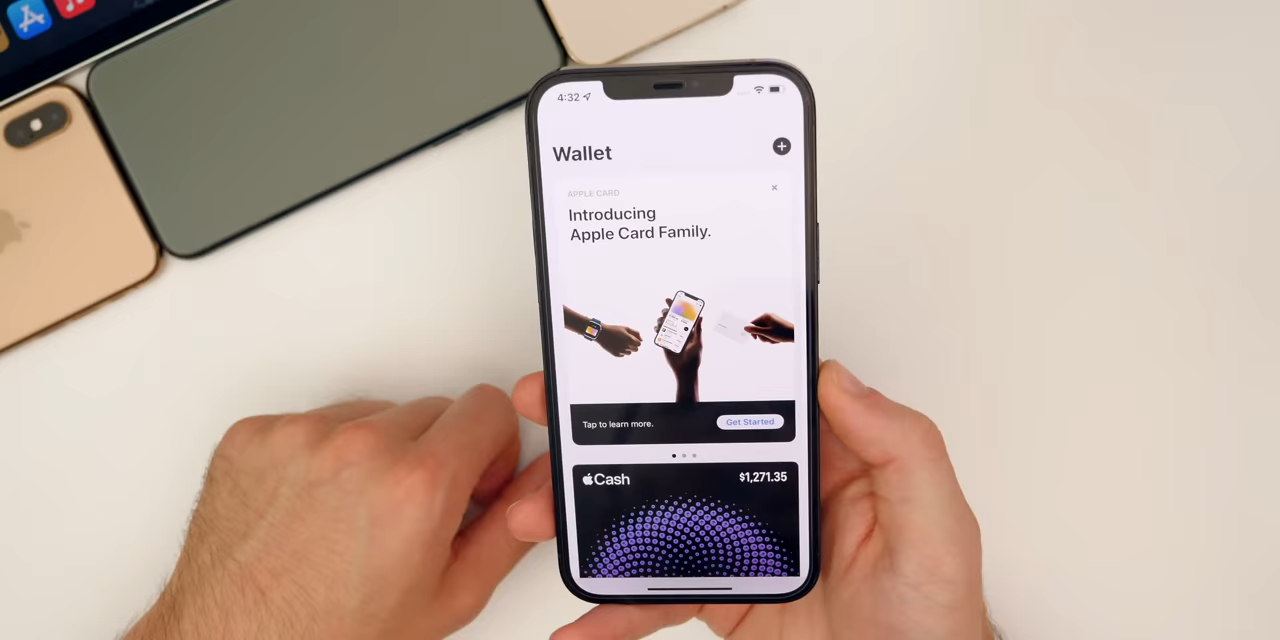 4:32
Wallet
APPLE CARD
Introducing
Apple Card Family.
Tap to learn more.
Get Started
Cash
$1,271.35